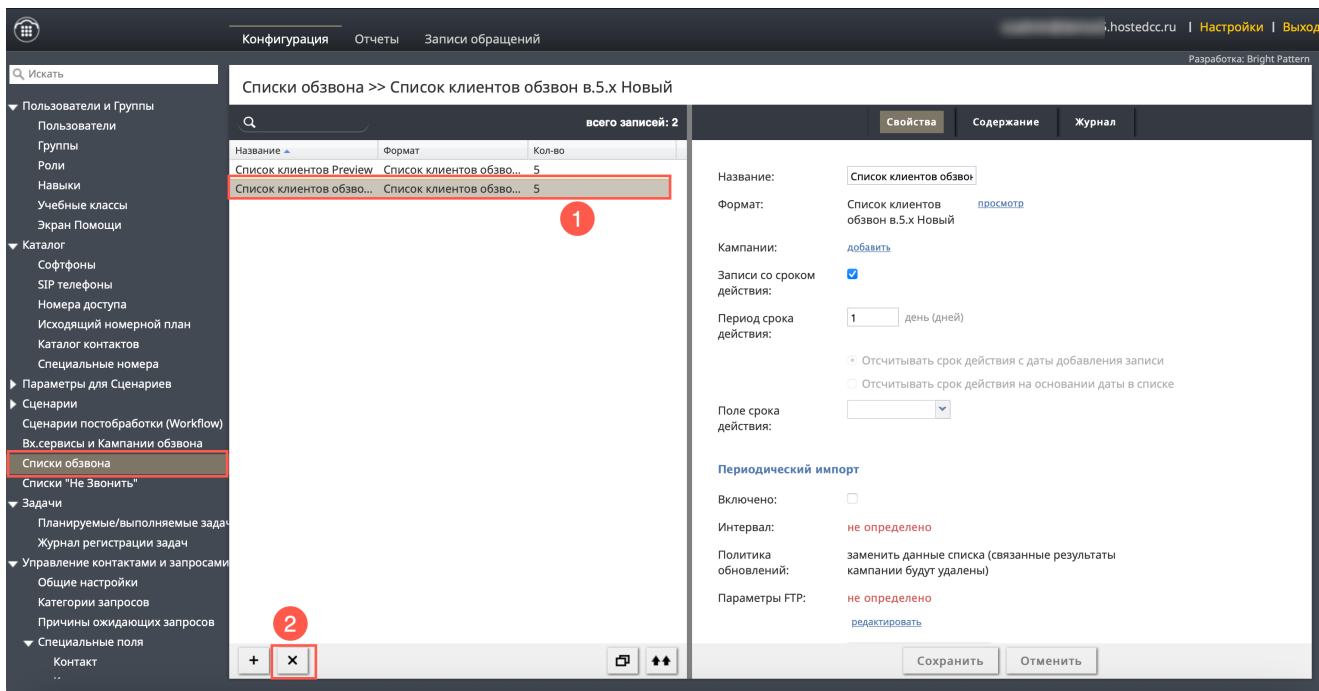 .hostedcc.ru | Настройки | Выход
Конфигурация Отчеты Записи обращений
Разработка: Bright Pattern
Искать
Пользователи и Группы
Пользователи
Группы
Роли
Навыки
Учебные классы
Экран Помощи
Каталог
Софтфоны
SIP телефоны
Номера доступа
Исходящий номерной план
Каталог контактов
Специальные номера
Параметры для Сценариев
Сценарии
Сценарии постобработки (Workflow)
Вх.сервисы и Кампании обзвона
Списки обзвона
Списки "Не Звонить"
Задачи
Планируемые/выполняемые задач
Журнал регистрации задач
Управление контактами и запросами
Общие настройки
Категории запросов
Причины ожидающих запросов
Специальные поля
Контакт
Списки обзвона >> Список клиентов обзвон в.5.x Новый
всего записей: 2
Название Формат Кол-во
Список клиентов Preview Список клиентов обзво... 5
Список клиентов обзво... Список клиентов обзво... 5
1
2
+ ×
Свойства Содержание Журнал
Название: Список клиентов обзвон
Формат: Список клиентов обзвон в.5.x Новый просмотр
Кампании: добавить
Записи со сроком
действия:
Период срока
действия:
1 день (дней)
Отсчитывать срок действия с даты добавления записи
Отсчитывать срок действия на основании даты в списке
Поле срока
действия:
Периодический импорт
Включено:
Интервал: не определено
Политика
обновлений:
заменить данные списка (связанные результаты
кампании будут удалены)
Параметры FTP: не определено
редактировать
Сохранить Отменить